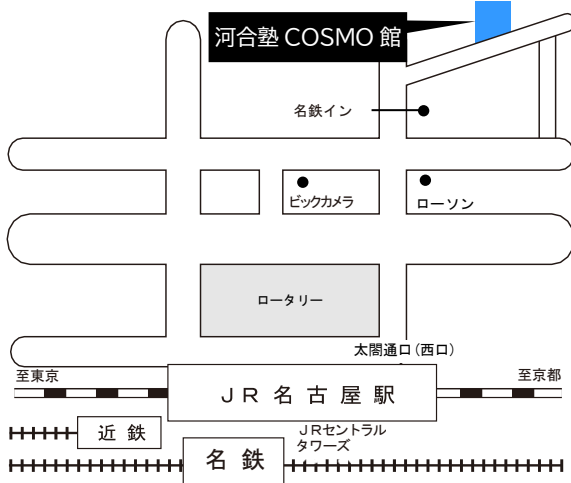 河合塾 COSMO 館
名鉄イン
ビックカメラ
ローソン
ロータリー
太閤通口(西口)
至東京
至京都
JR名古屋駅
近鉄
JRセントラル
タワーズ
名鉄